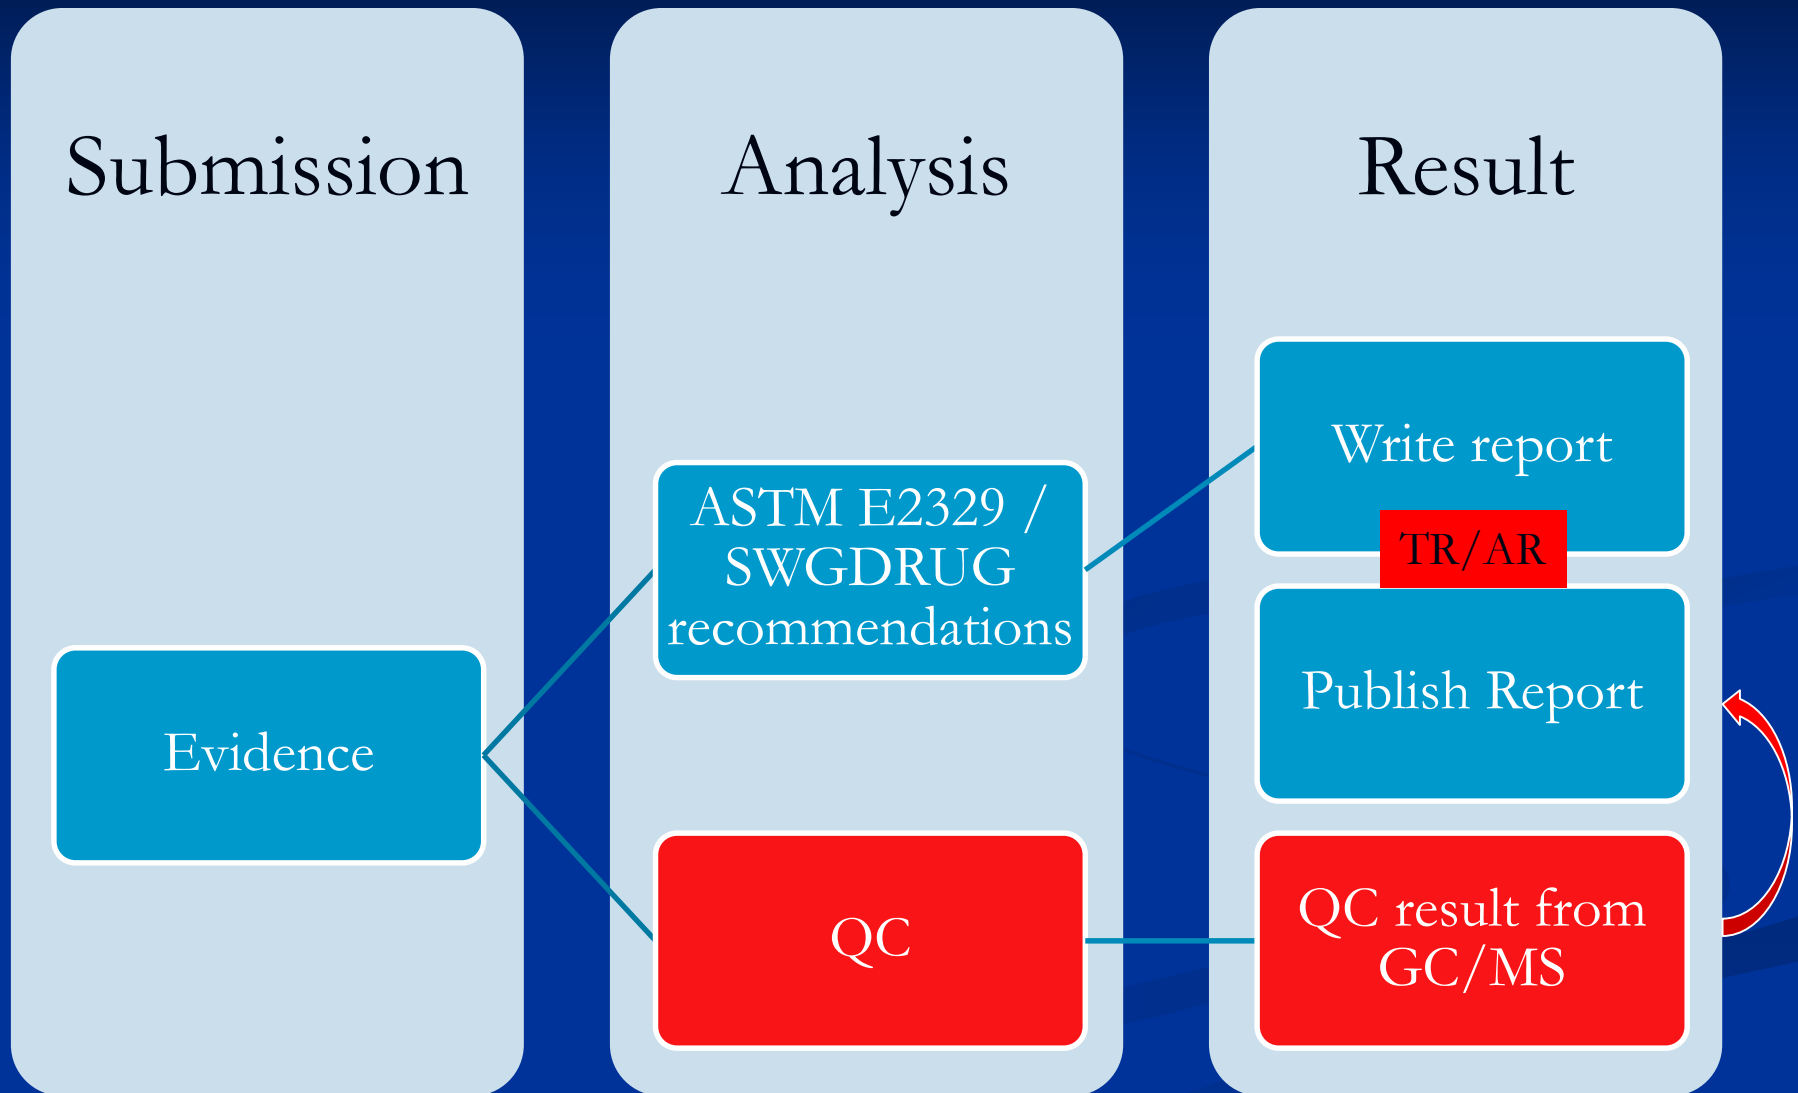 Submission
Analysis
Result
Evidence
ASTM E2329 /
SWGDRUG
recommendations
QC
Write report
TR/AR
Publish Report
QC result from
GC/MS